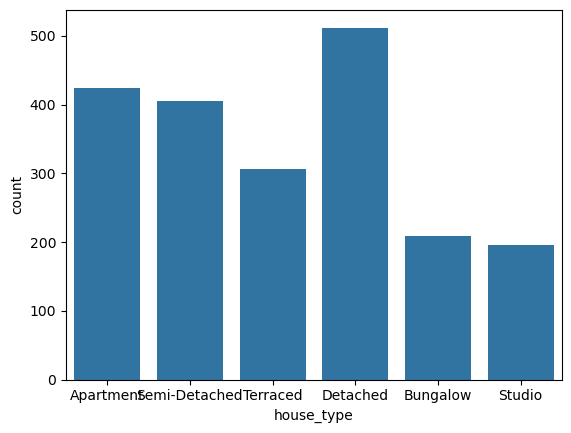 count
500
400
300
200
100
0
Apartment Semi-Detached Terraced Detached Bungalow Studio
house_type